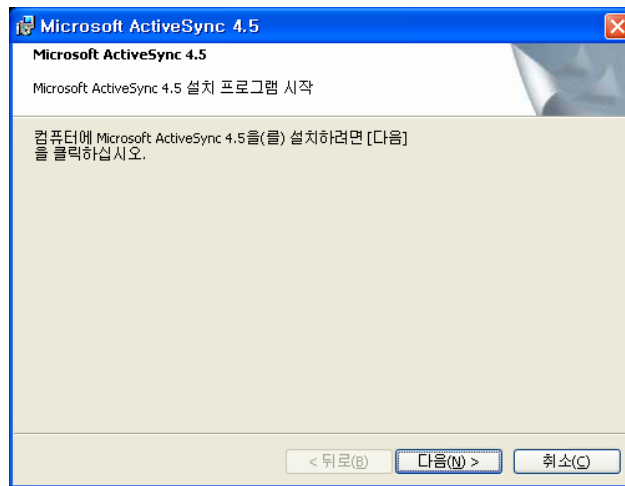 Microsoft ActiveSync 4.5
Microsoft ActiveSync 4.5
Microsoft ActiveSync 4.5 설치 프로그램 시작
컴퓨터에 Microsoft ActiveSync 4.5을(를) 설치하려면 [다음]
을 클릭하십시오.
< 뒤로(B) 다음(N) > 취소(C)